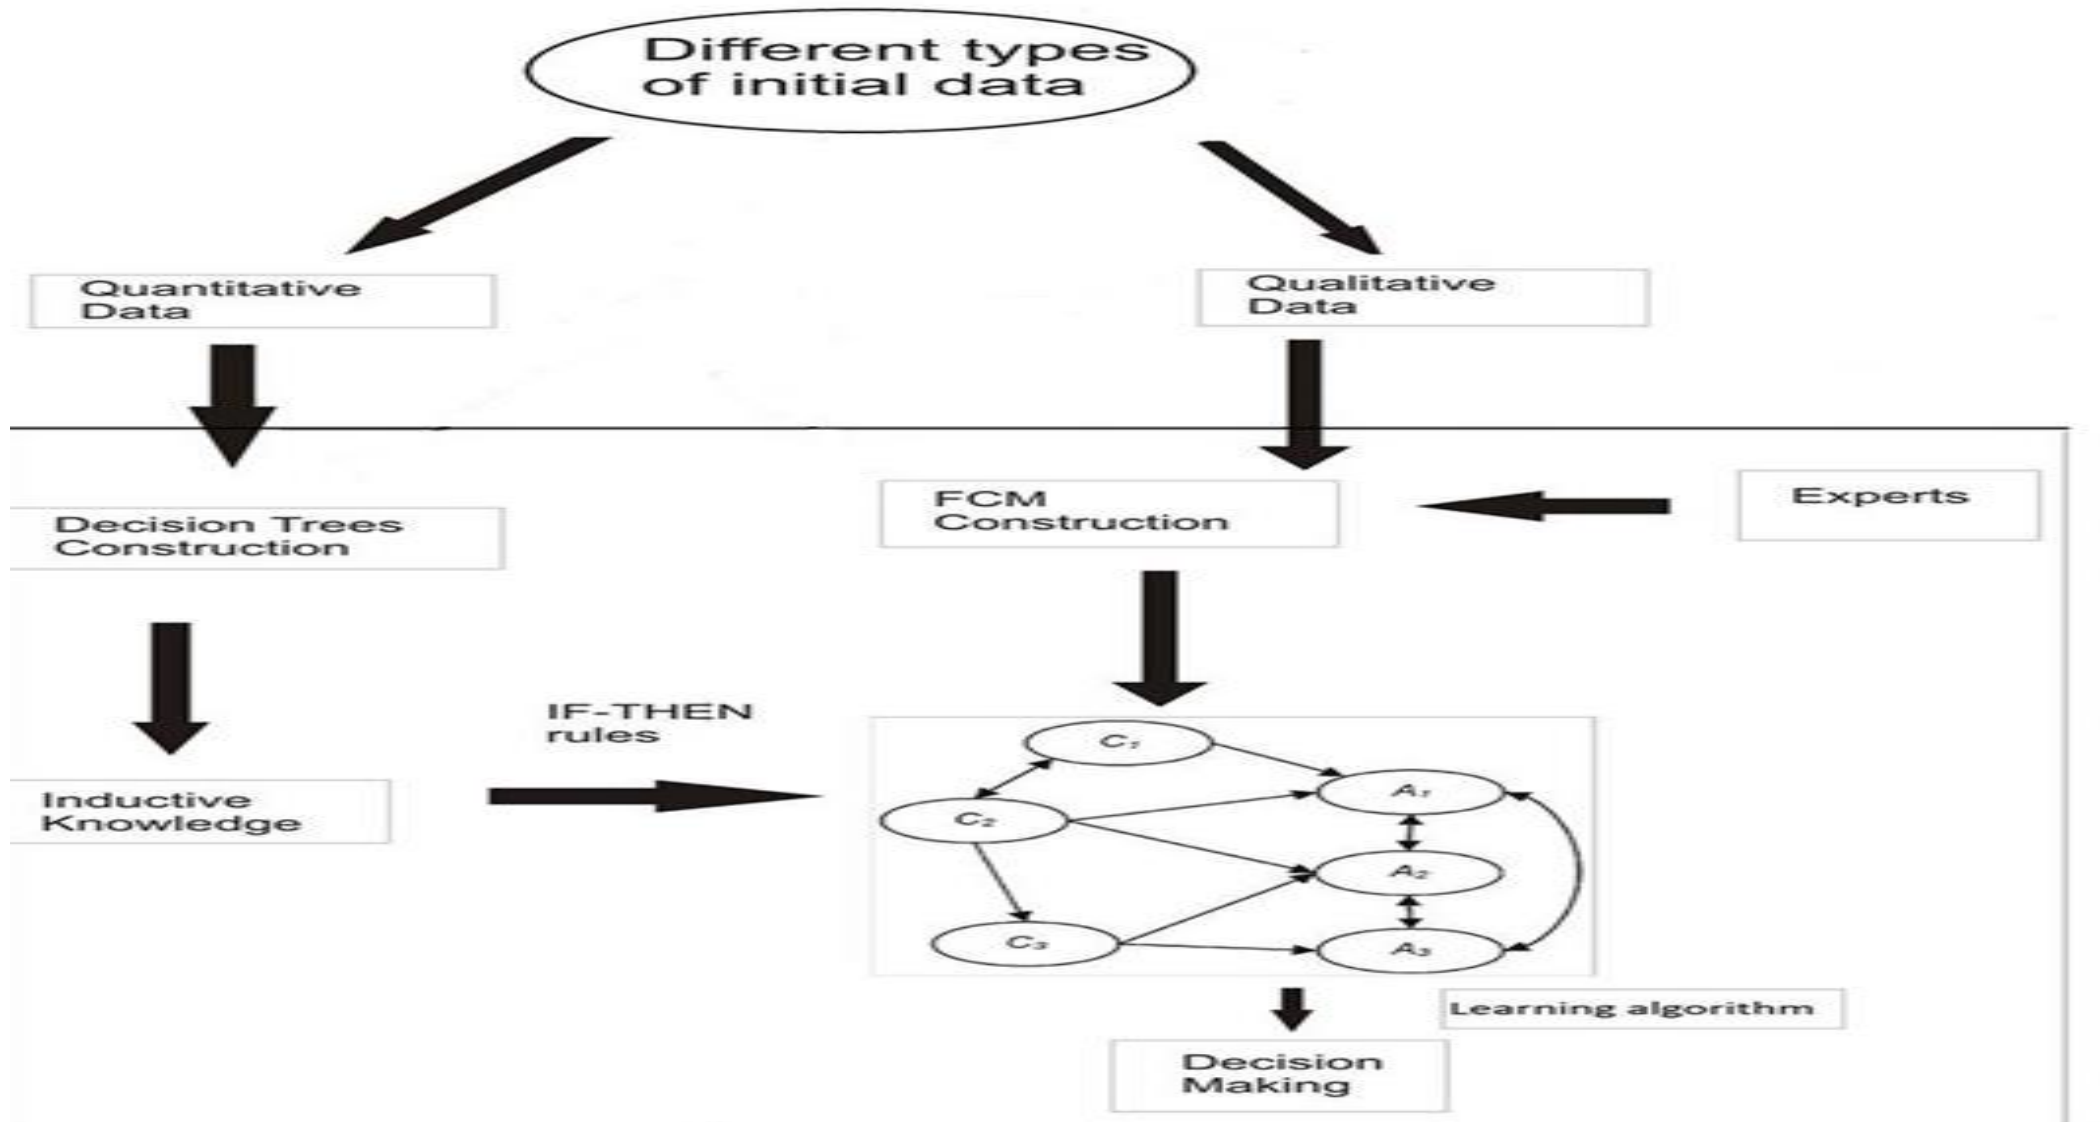 Different types
of initial data
Quantitative
Data
Qualitative
Data
Decision Trees
Construction
FCM
Construction
Experts
Inductive
Knowledge
IF-THEN
rules
C₁
A₁
C₂
A₂
C₃
A₃
Learning algorithm
Decision
Making